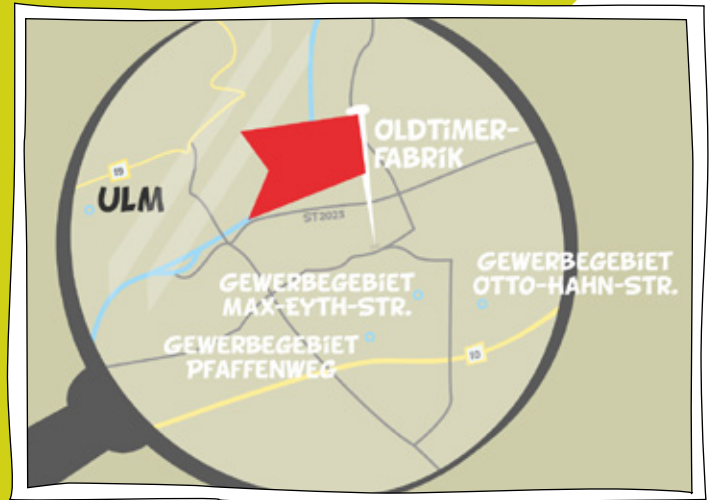 OLDTiMER-
FABRiK
19
ULM
ST2023
GEWERBEGEBiET
OTTO-HAHN-STR.
GEWERBEGEBiET
MAX-EYTH-STR.
GEWERBEGEBiET
PFAFFENWEG
10